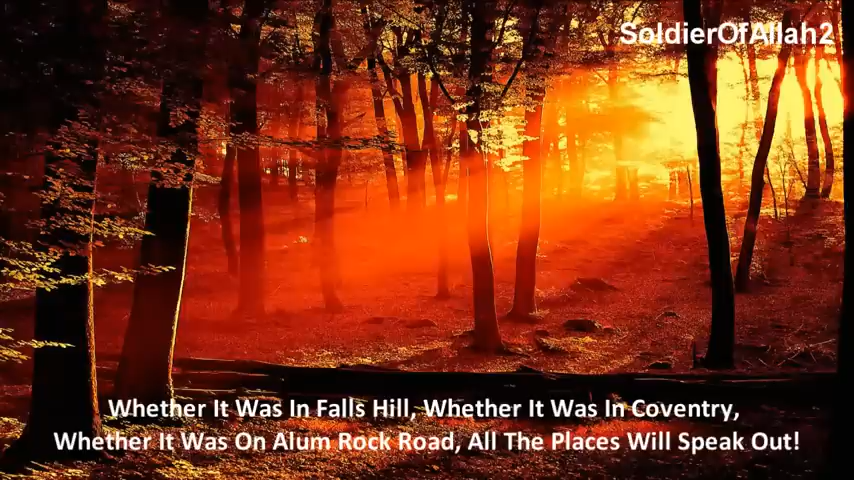 SoldierOfAllah2
Whether It Was In Falls Hill, Whether It Was In Coventry,
Whether It Was On Alum Rock Road, All The Places Will Speak Out!